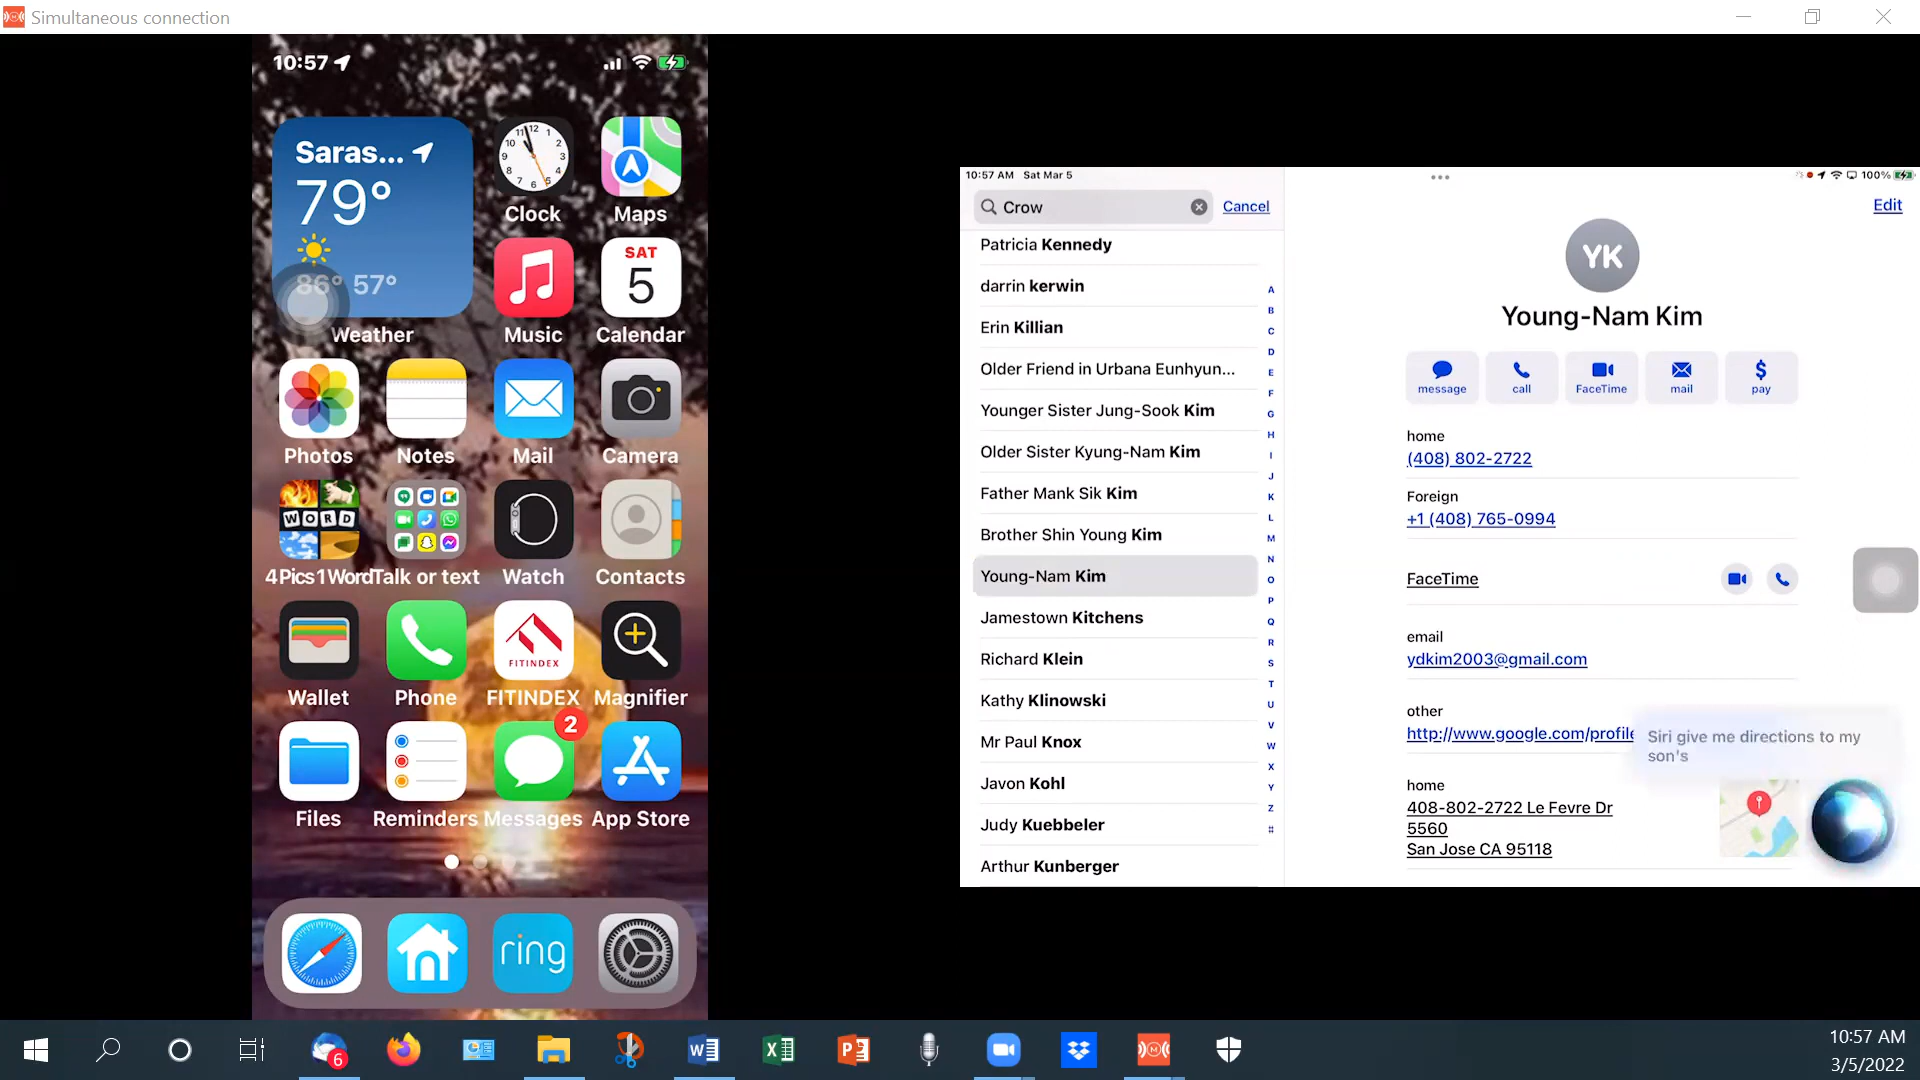 Simultaneous connection
10:57
Saras...
79°
86° 57°
Weather
Clock
Maps
Music
SAT
5
Calendar
Photos
Notes
Mail
Camera
WORD
4Pics1Word
Talk or text
Watch
Contacts
Wallet
Phone
FITINDEX
FITINDEX
Magnifier
2
Files
Reminders
Messages
App Store
ring
10:57 AM Sat Mar 5
100%
Crow
Cancel
Patricia Kennedy
darrin kerwin
Erin Killian
Older Friend in Urbana Eunhyun...
Younger Sister Jung-Sook Kim
Older Sister Kyung-Nam Kim
Father Mank Sik Kim
Brother Shin Young Kim
Young-Nam Kim
Jamestown Kitchens
Richard Klein
Kathy Klinowski
Mr Paul Knox
Javon Kohl
Judy Kuebbeler
Arthur Kunberger
A
B
C
D
E
F
G
H
I
J
K
L
M
N
O
P
Q
R
S
T
U
V
W
X
Y
Z
#
Edit
YK
Young-Nam Kim
message
call
FaceTime
mail
pay
home
(408) 802-2722
Foreign
+1 (408) 765-0994
FaceTime
email
ydkim2003@gmail.com
other
http://www.google.com/profile
Siri give me directions to my
son's
home
408-802-2722 Le Fevre Dr
5560
San Jose CA 95118
6
10:57 AM
3/5/2022